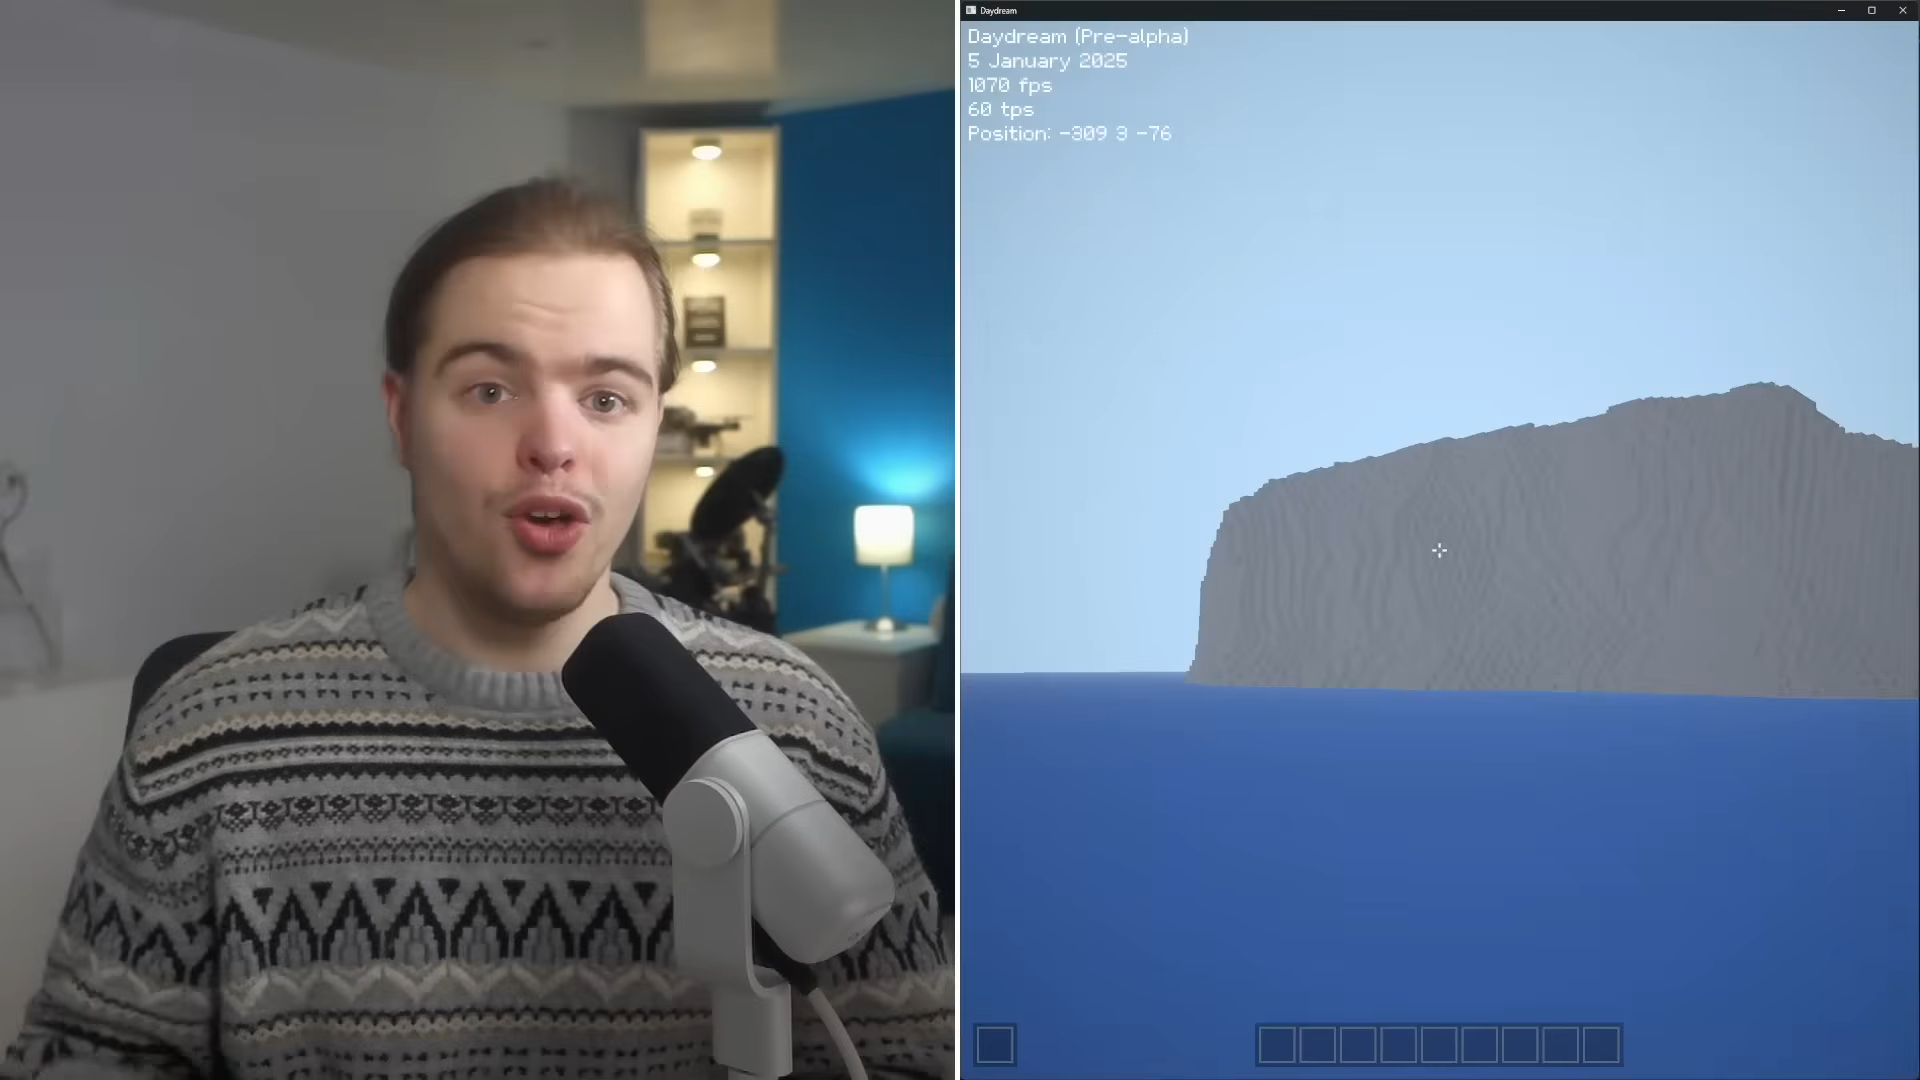 Daydream
Daydream (Pre-alpha)
5 January 2025
1070 fps
60 tps
Position: -309 3 -76